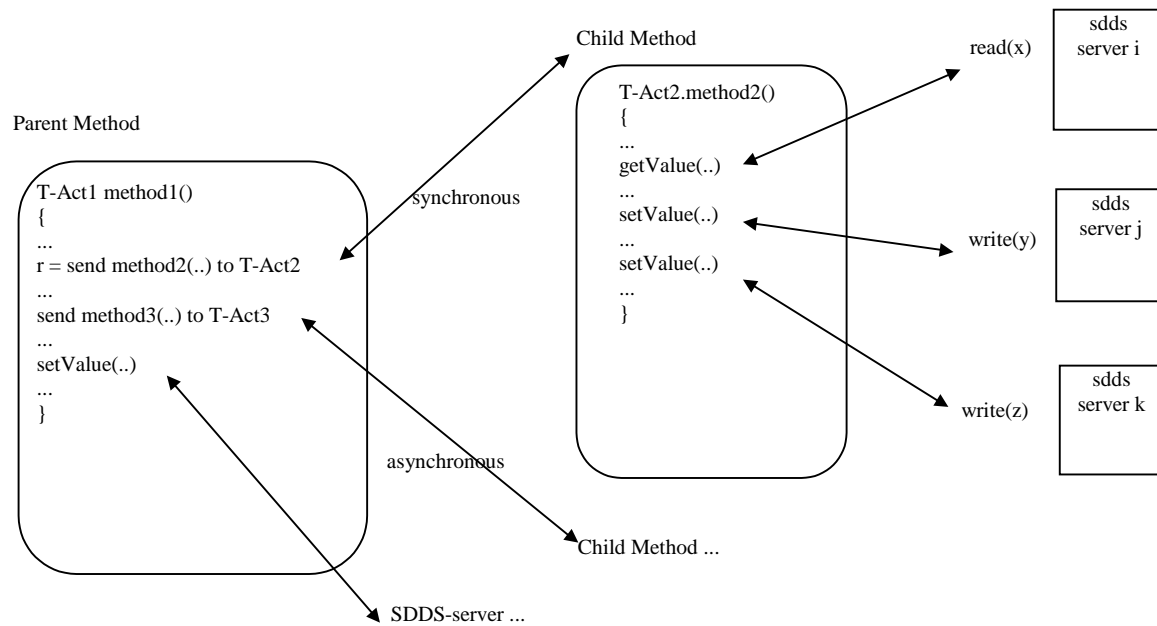 Parent Method
T-Act1 method1()
{
...
r = send method2(..) to T-Act2
...
send method3(..) to T-Act3
...
setValue(..)
...
}
synchronous
asynchronous
Child Method
T-Act2.method2()
{
...
getValue(..)
...
setValue(..)
...
setValue(..)
...
}
read(x)
sdds
server i
write(y)
sdds
server j
write(z)
sdds
server k
Child Method ...
SDDS-server ...